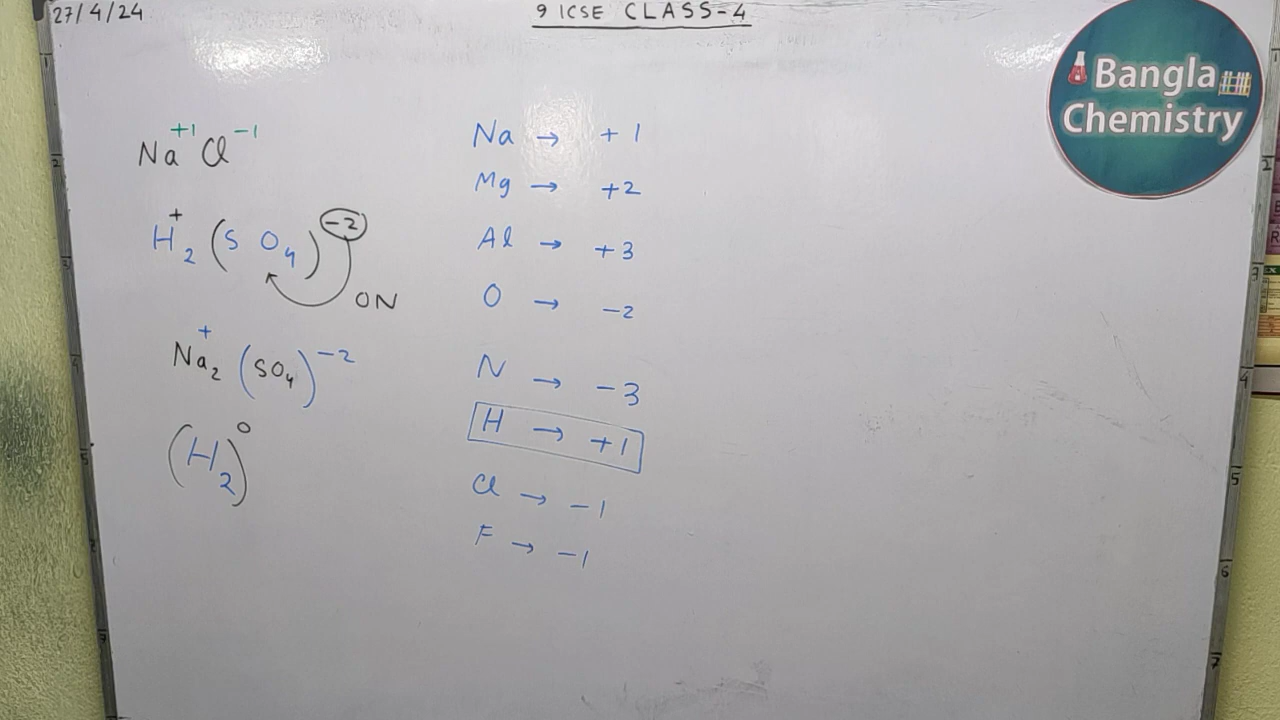 27/4/24
9 ICSE CLASS-4
Bangla
Chemistry
Na⁺¹ Cl⁻¹
H₂⁺ (S O₄)⁻²
ON
Na₂⁺ (SO₄)⁻²
(H₂)⁰
Na → +1
Mg → +2
Al → +3
O → -2
N → -3
H → +1
Cl → -1
F → -1